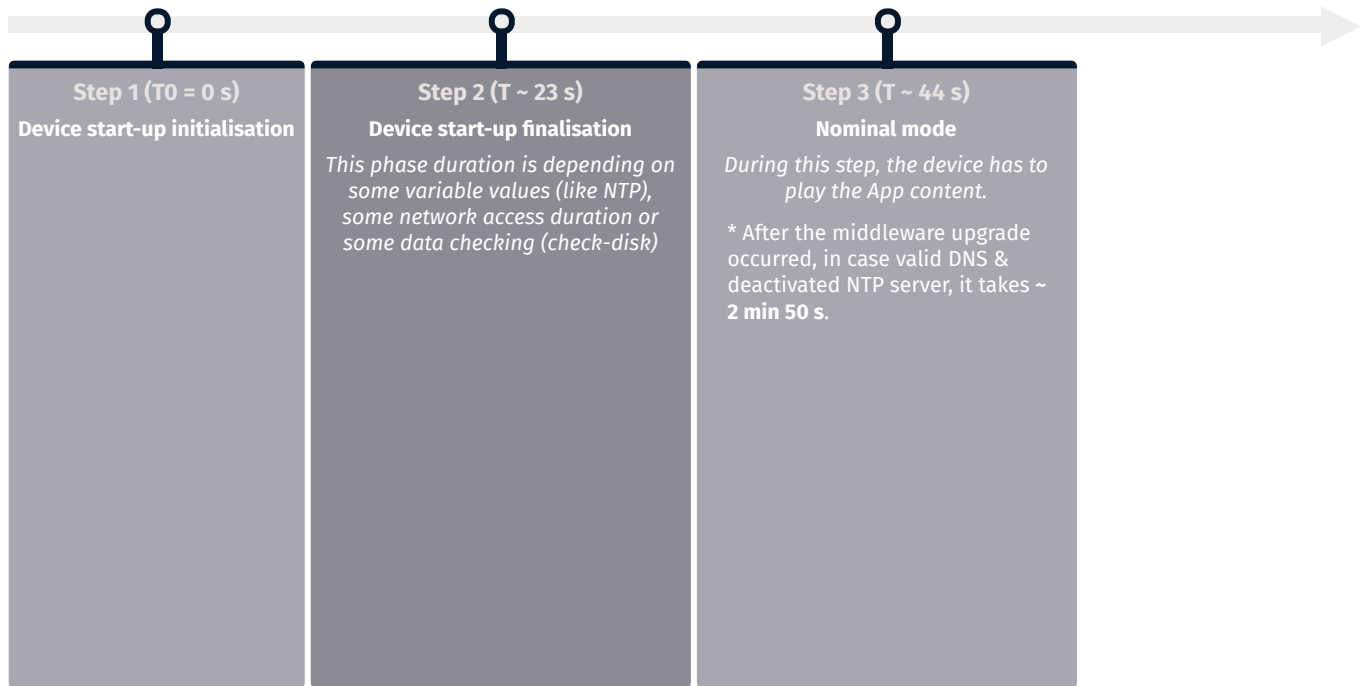 Step 1 (T0 = 0 s)
Device start-up initialisation
Step 2 (T ~ 23 s)
Device start-up finalisation
This phase duration is depending on
some variable values (like NTP),
some network access duration or
some data checking (check-disk)
Step 3 (T ~ 44 s)
Nominal mode
During this step, the device has to
play the App content.
* After the middleware upgrade
occurred, in case valid DNS &
deactivated NTP server, it takes ~
2 min 50 s.